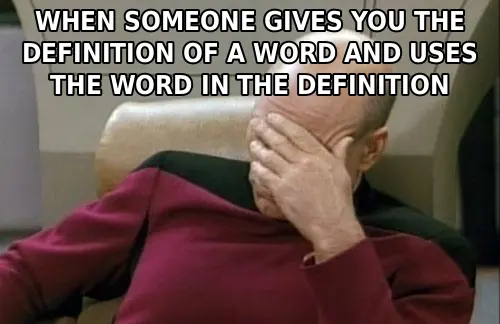 WHEN SOMEONE GIVES YOU THE
DEFINITION OF A WORD AND USES
THE WORD IN THE DEFINITION